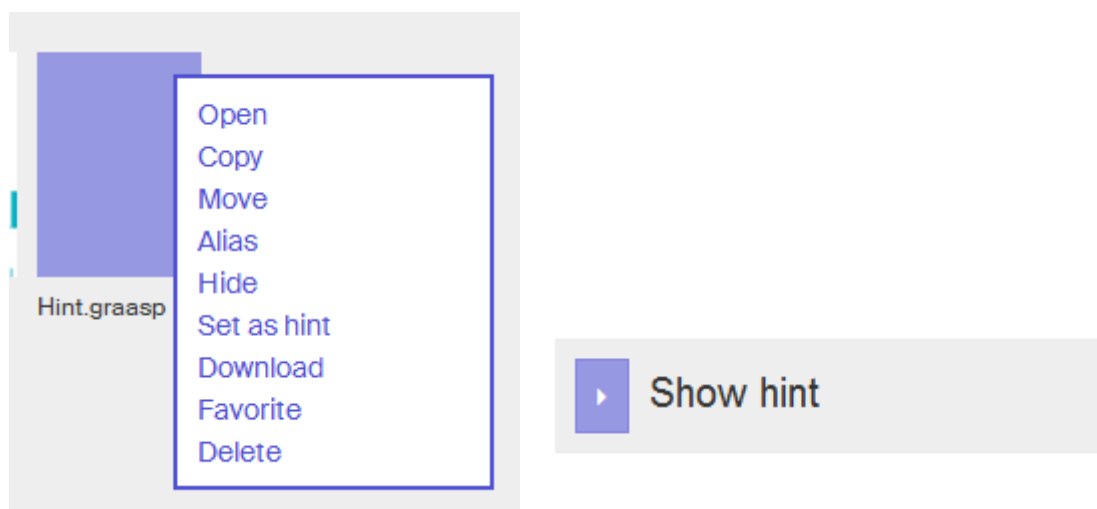 Open
Copy
Move
Alias
Hide
Hint.graasp
Set as hint
Download
Favorite
Delete
Show hint